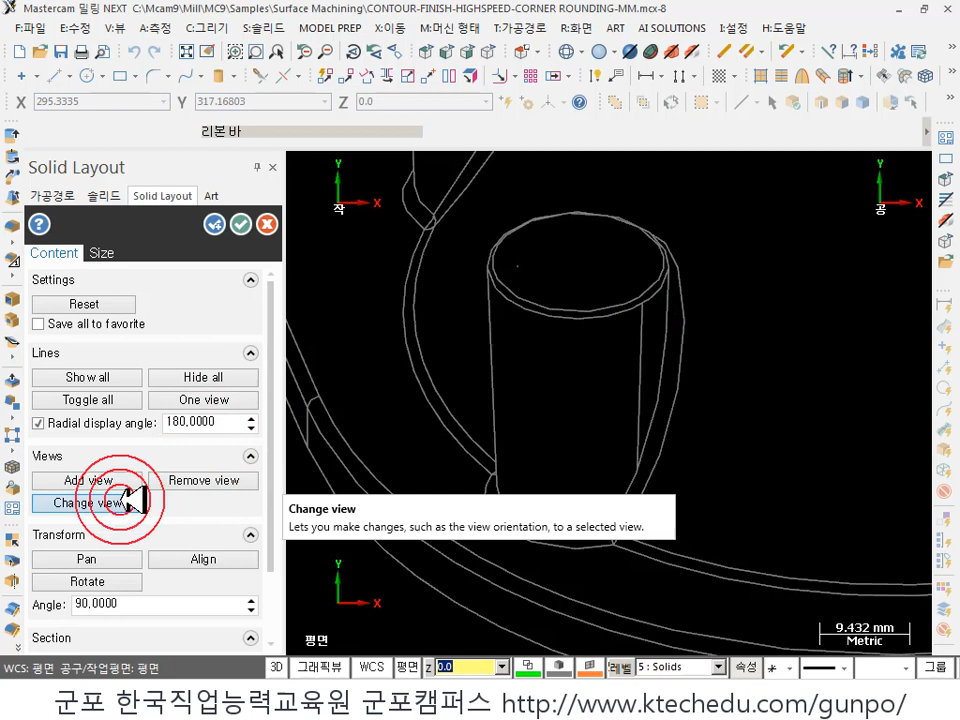 Mastercam 밀링 NEXT C:\Mcam9\Mill\MC9\Samples\Surface Machining\CONTOUR-FINISH-HIGHSPEED-CORNER ROUNDING-MM.mcx-8
F:파일 E:수정 V:뷰 A:측정 C:그리기 S:솔리드 MODEL PREP X:이동 M:머신 형태 T:가공경로 R:화면 ART AI SOLUTIONS I:설정 H:도움말
X 295.3335 Y 317.16803 Z 0.0
리본 바
Solid Layout
가공경로 솔리드 Solid Layout Art
Content Size
Settings
Reset
Save all to favorite
Lines
Show all Hide all
Toggle all One view
Radial display angle: 180,0000
Views
Add view Remove view
Change view
Transform
Pan Align
Rotate
Angle: 90,0000
Section
Y
X
작
Y
X
공
Change view
Lets you make changes, such as the view orientation, to a selected view.
Y
X
평면
9.432 mm
Metric
WCS: 평면 공구/작업평면: 평면 3D 그래픽뷰 WCS 평면 Z 0.0 레벨 5 : Solids 속성 그룹
군포 한국직업능력교육원 군포캠퍼스 http://www.ktechedu.com/gunpo/